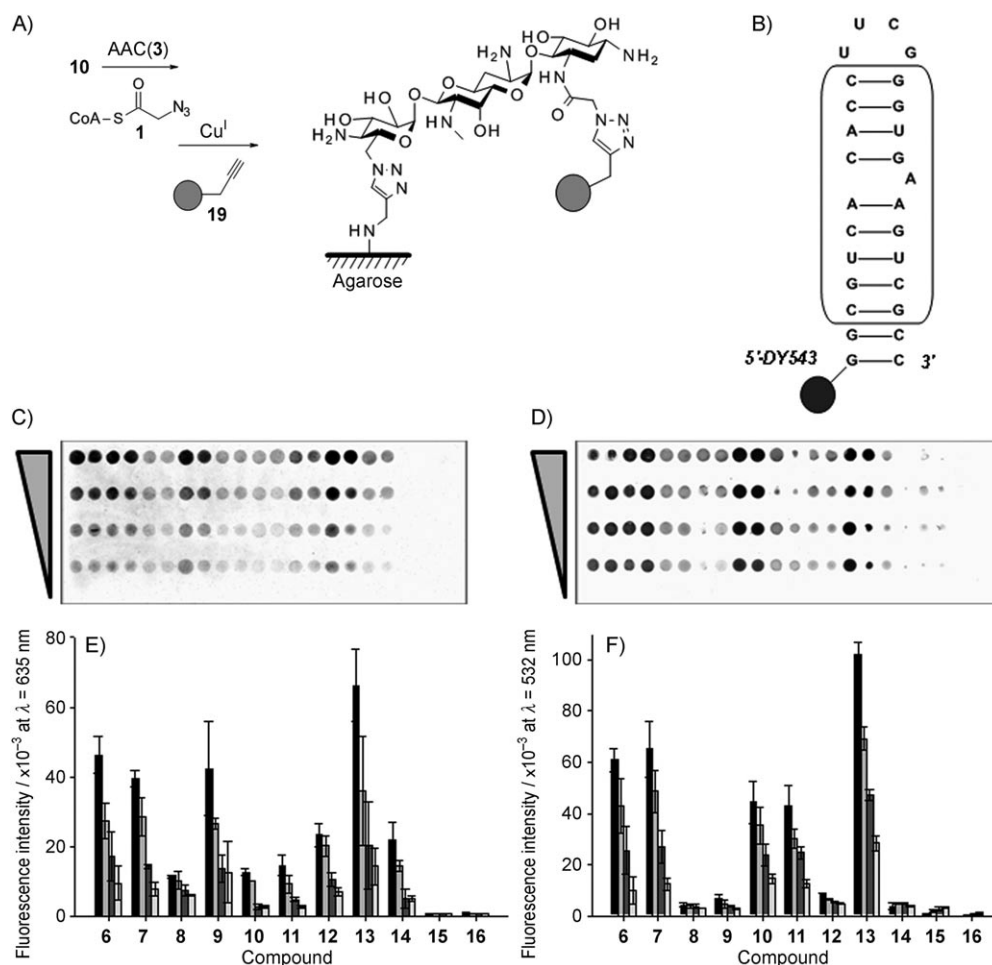 A)
10
AAC(3)
CoA-S
O
N3
1
CuI
19
HO
H2N
O
OH
HN
N
N=N
NH2
HO
OH
HN
O
N
N
N
HN
Agarose
B)
U C
U G
C—G
C—G
A—U
C—G
A
A—A
C—G
U—U
G—C
C—G
G—C
5'-DY543 G—C 3'
C)
D)
E)
Fluorescence intensity / x10⁻³ at λ = 635 nm
80
60
40
20
0
6 7 8 9 10 11 12 13 14 15 16
Compound
F)
Fluorescence intensity / x10⁻³ at λ = 532 nm
100
80
60
40
20
0
6 7 8 9 10 11 12 13 14 15 16
Compound